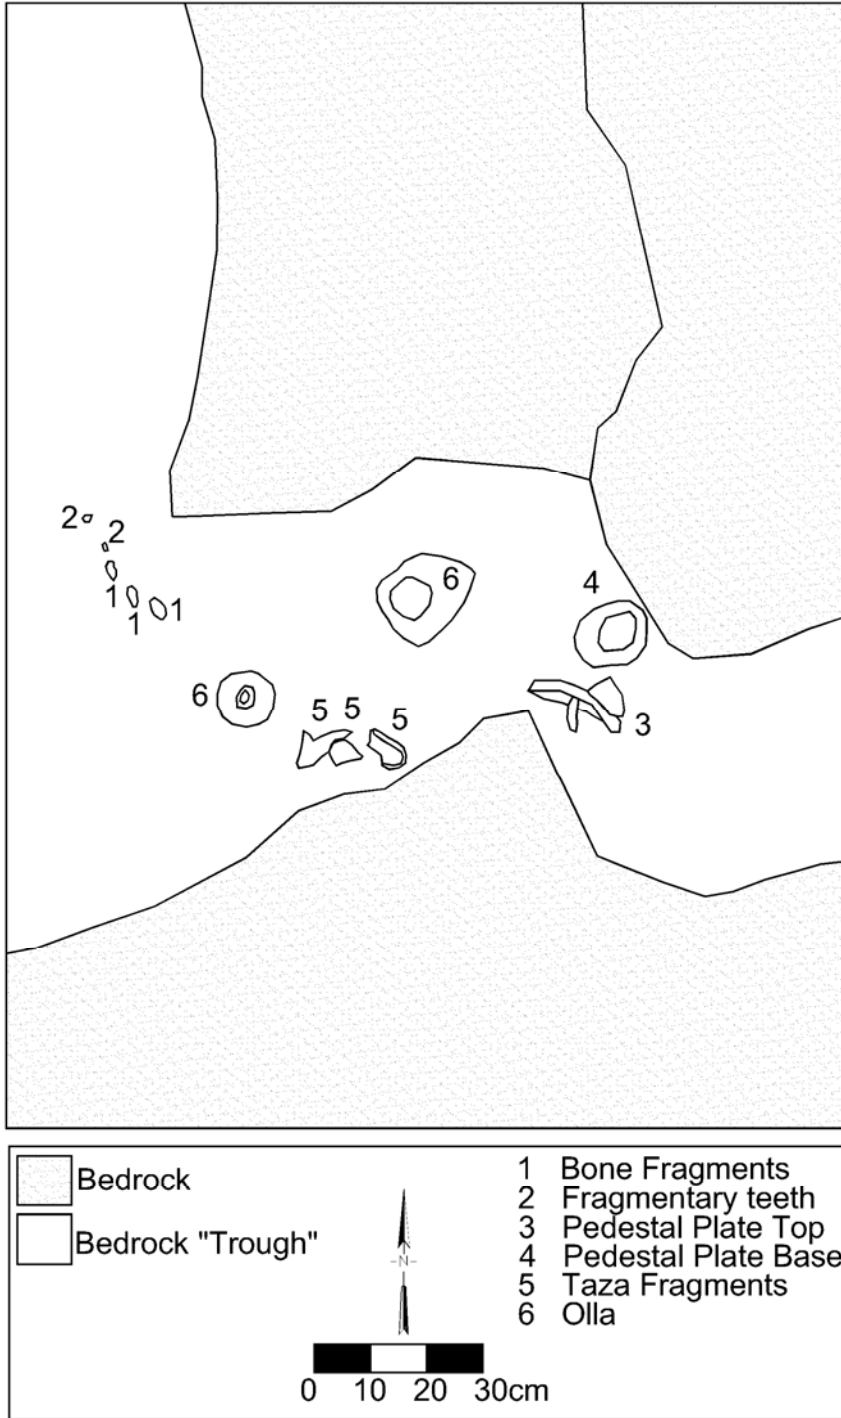 2
2
1
1
1
6
4
6
5
5
5
3
Bedrock
Bedrock "Trough"
-N-
0 10 20 30cm
1 Bone Fragments
2 Fragmentary teeth
3 Pedestal Plate Top
4 Pedestal Plate Base
5 Taza Fragments
6 Olla